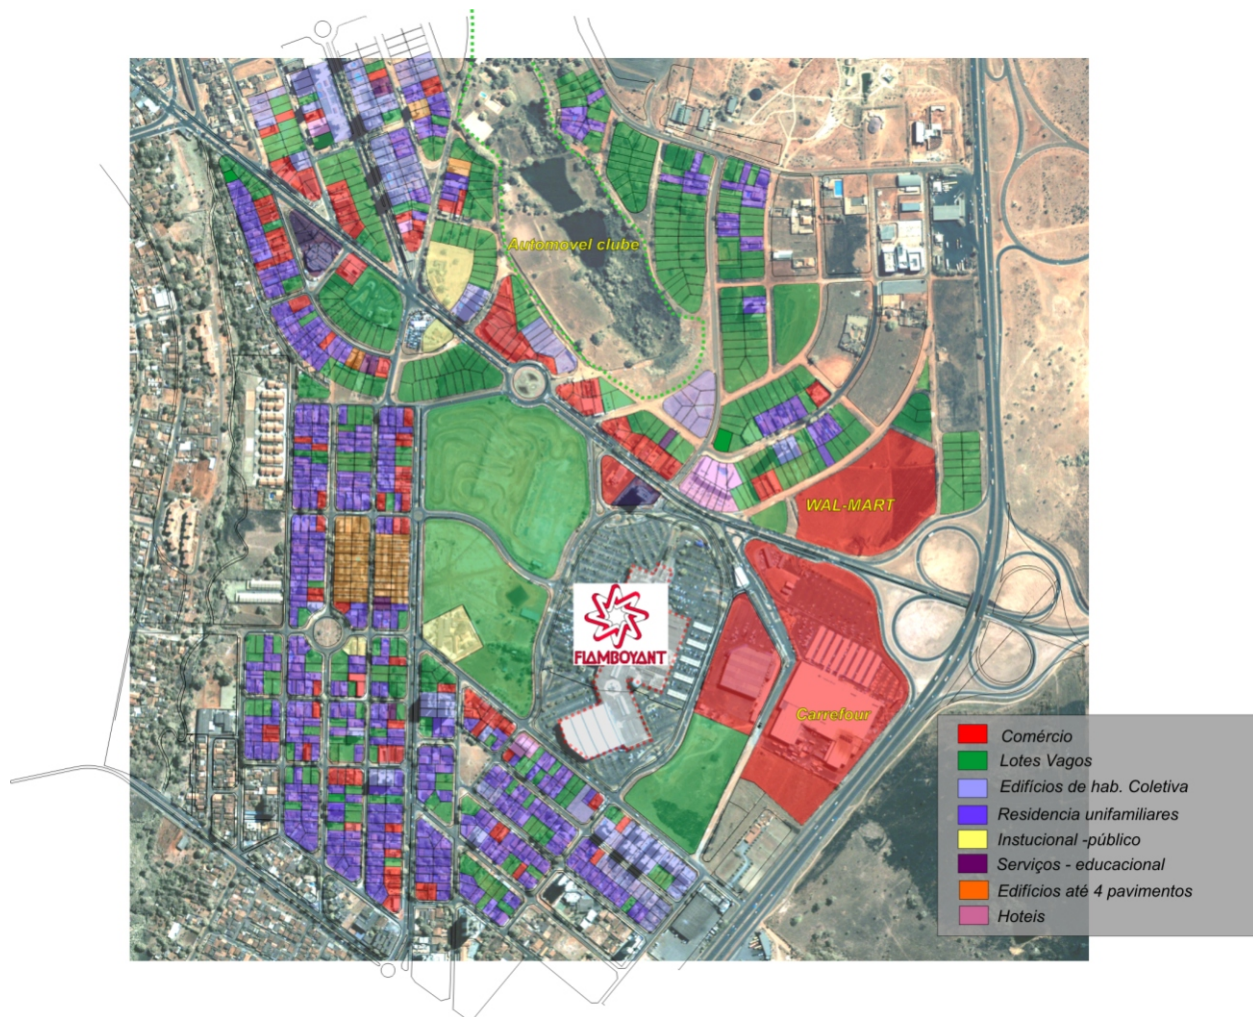 Automovel clube
WAL-MART
FLAMBOYANT
Carrefour
Comércio
Lotes Vagos
Edifícios de hab. Coletiva
Residencia unifamiliares
Instucional -público
Serviços - educacional
Edifícios até 4 pavimentos
Hoteis